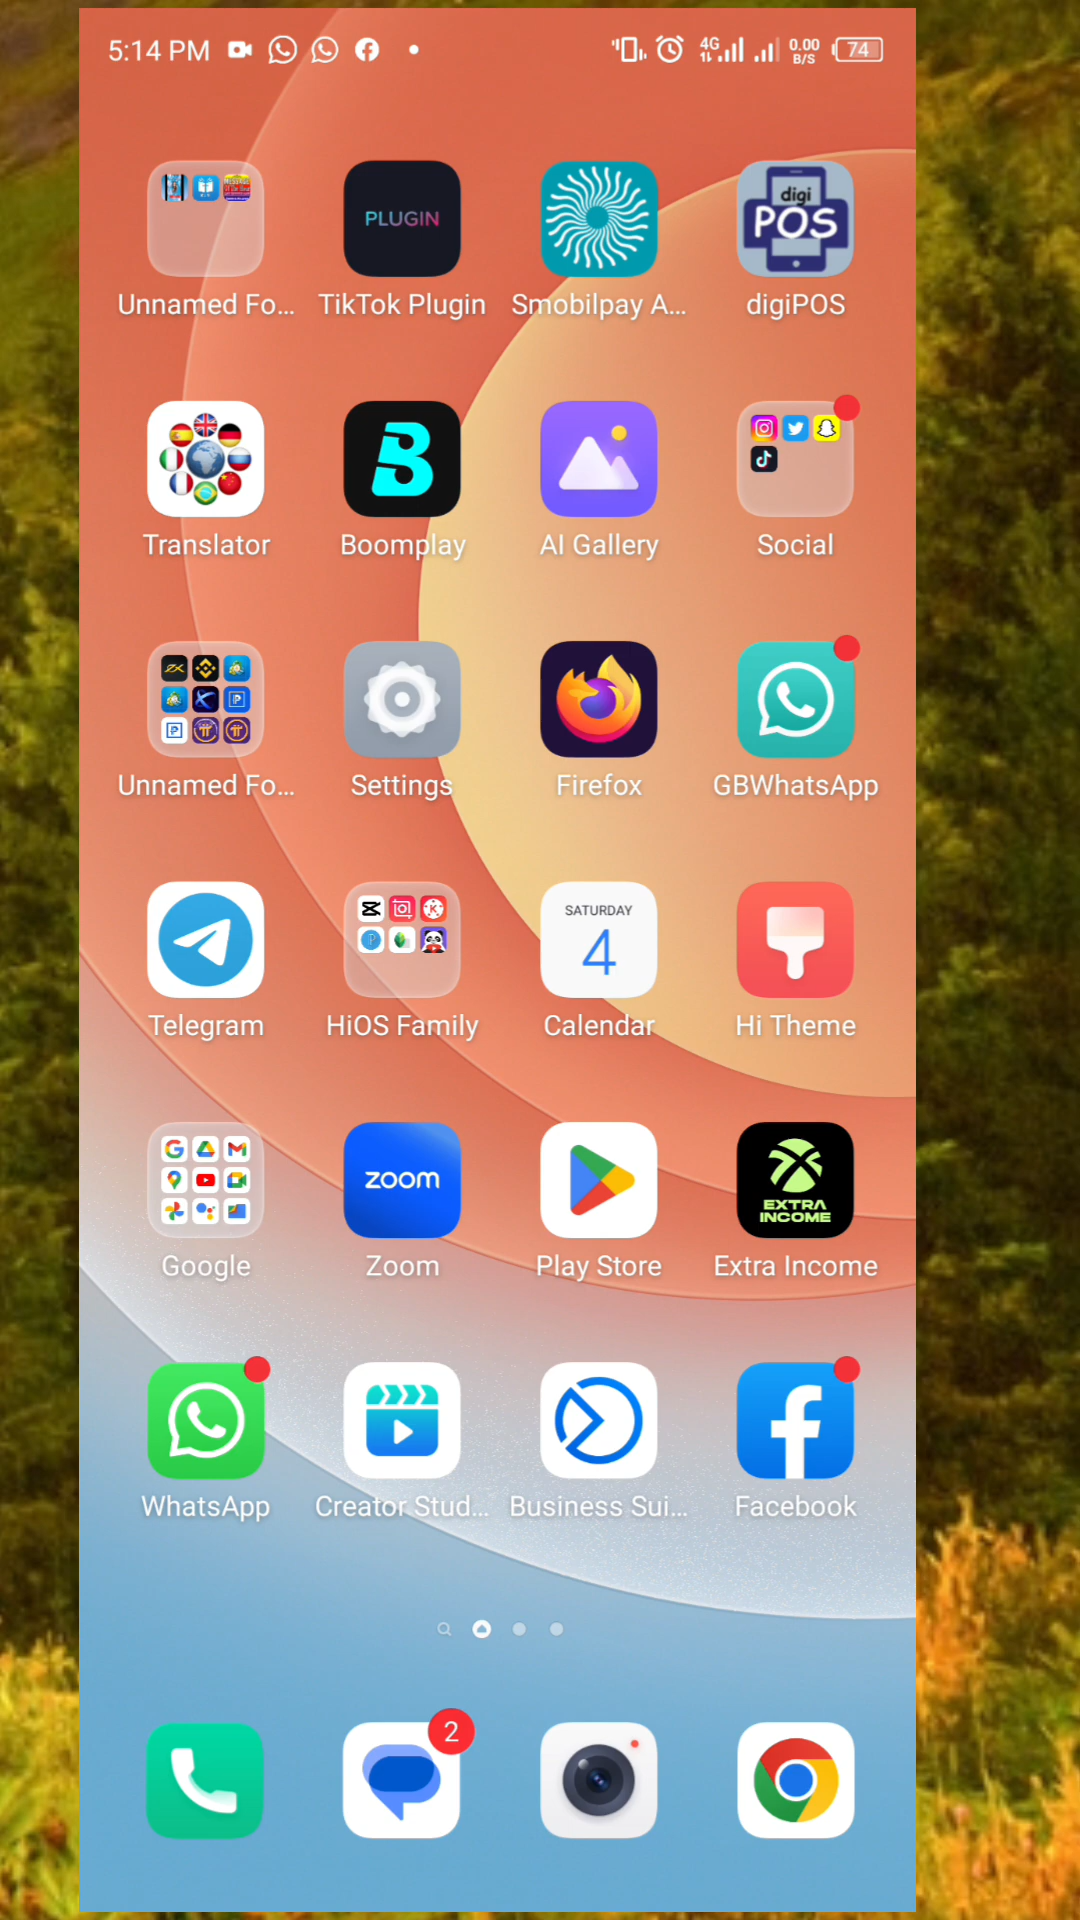 5:14 PM 4G 0.00 B/S 74
PLUGIN
digi
POS
Unnamed Fo... TikTok Plugin Smobilpay A... digiPOS
Translator Boomplay AI Gallery Social
Unnamed Fo... Settings Firefox GBWhatsApp
SATURDAY
4
Telegram HiOS Family Calendar Hi Theme
zoom
EXTRA
INCOME
Google Zoom Play Store Extra Income
WhatsApp Creator Stud... Business Sui... Facebook
2